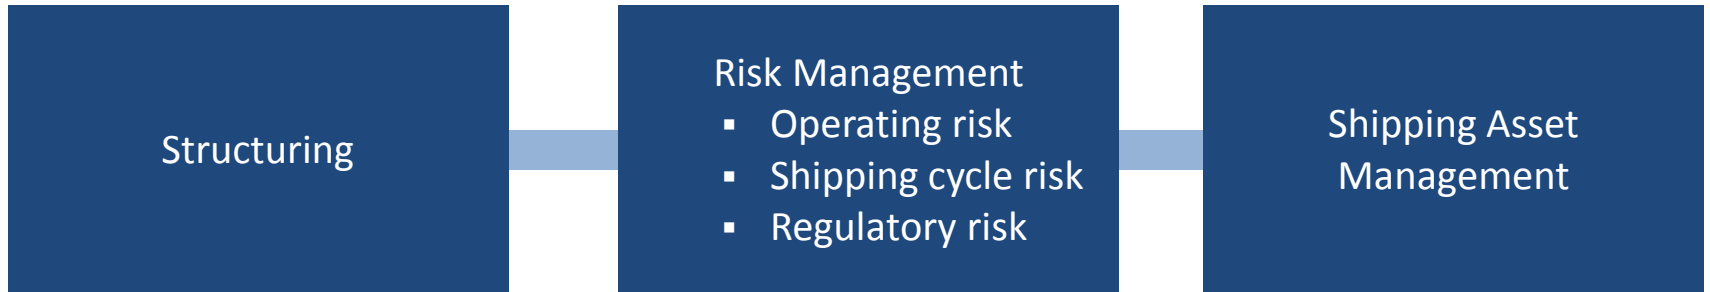 Structuring
Risk Management
▪ Operating risk
▪ Shipping cycle risk
▪ Regulatory risk
Shipping Asset
Management